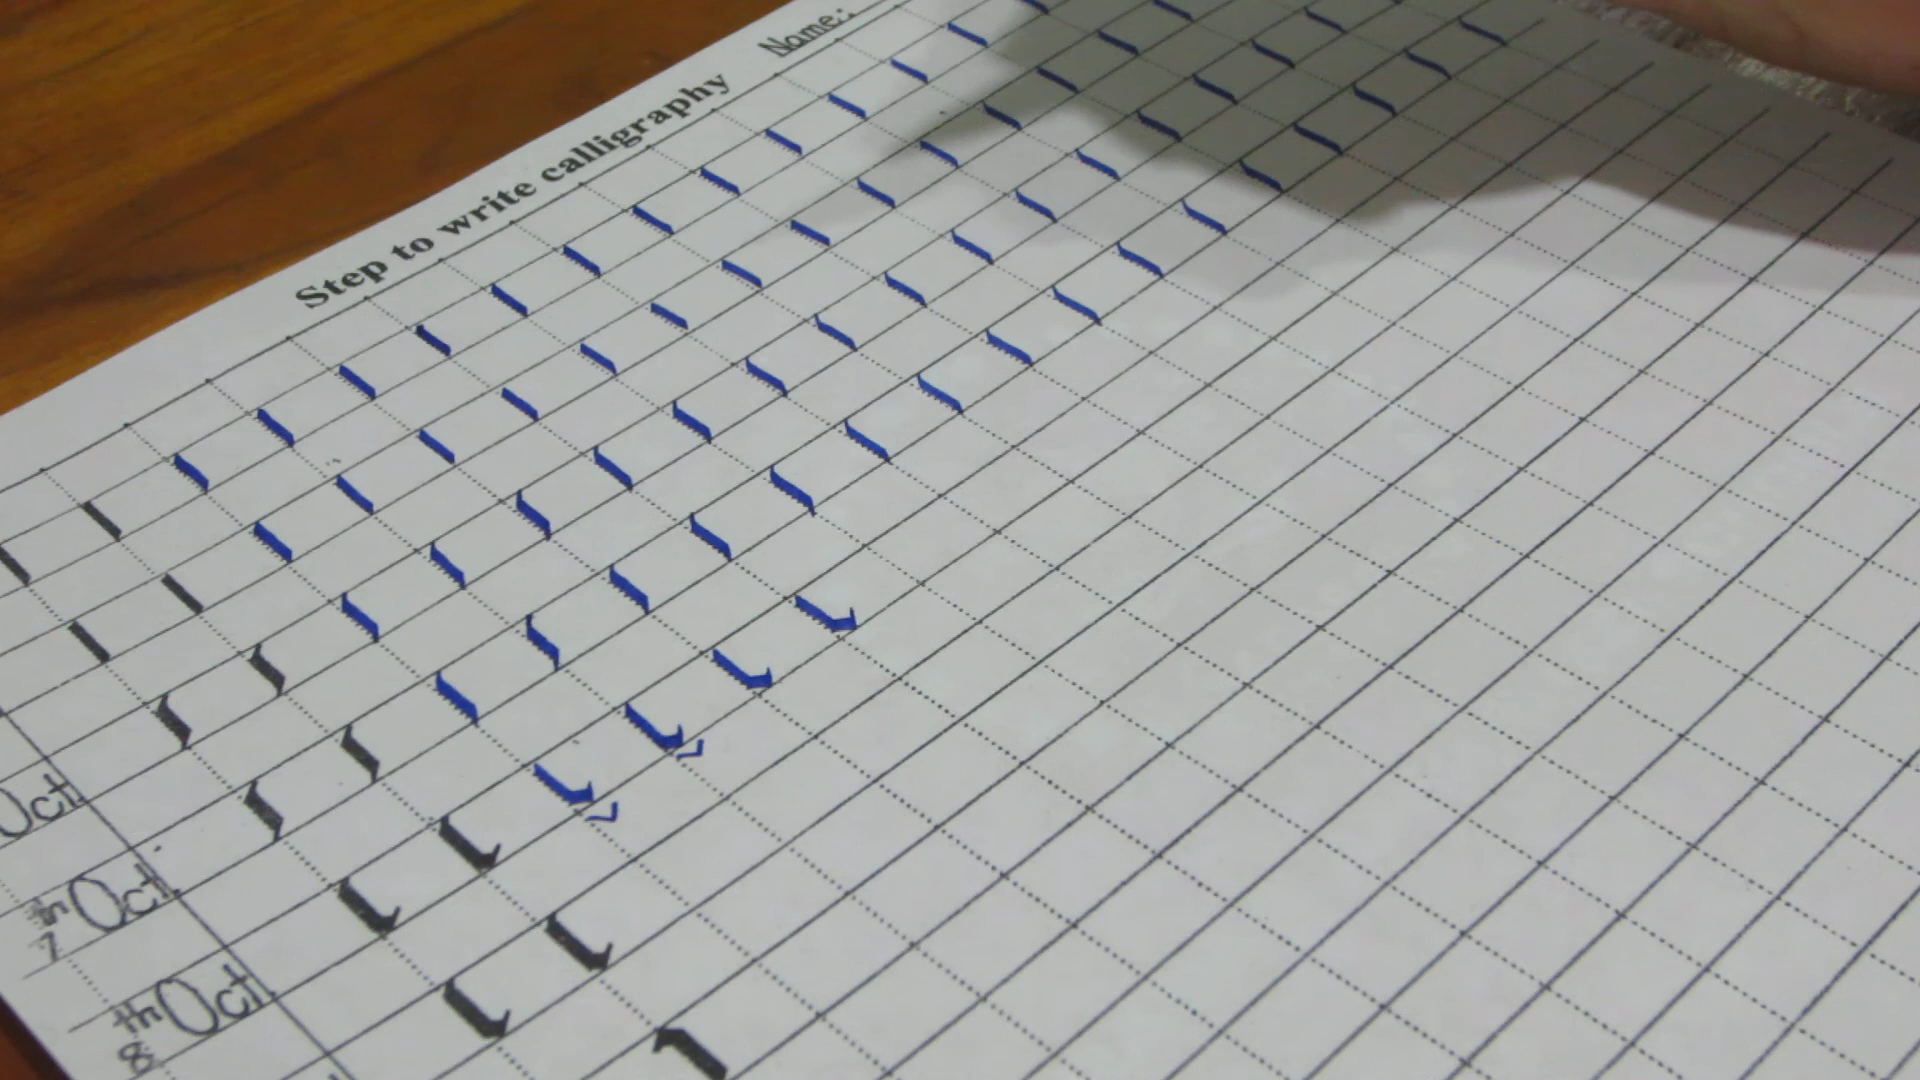 Name:
Step to write calligraphy
Oct
7th Oct.
8th Oct.